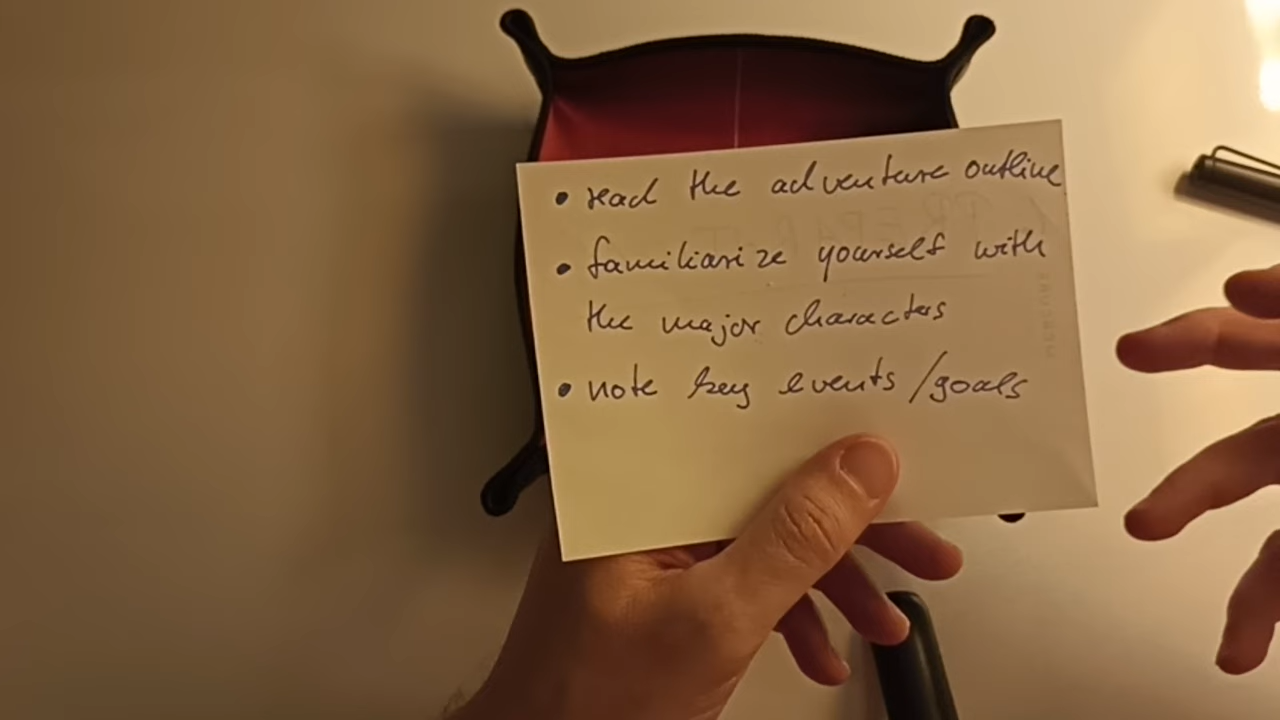 • read the adventure outline
• familiarize yourself with
the major characters
• note key events/goals